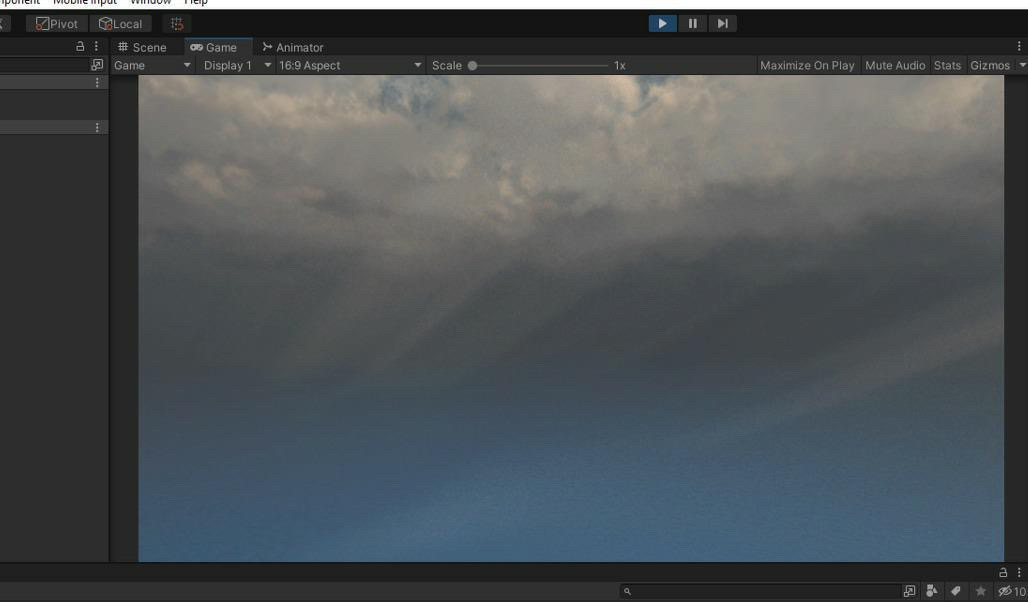 Mobile Input Window Help
Pivot Local
Scene Game Animator
Game Display 1 16:9 Aspect Scale 1x Maximize On Play Mute Audio Stats Gizmos
10